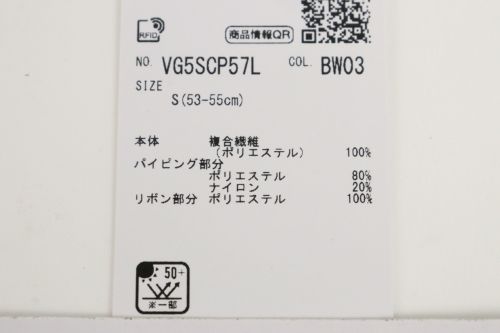 RFID
商品情報QR
NO. VG5SCP57L COL. BW03
SIZE
S(53-55cm)
本体 複合繊維
(ポリエステル) 100%
パイピング部分
ポリエステル 80%
ナイロン 20%
リボン部分 ポリエステル 100%
50+
※一部